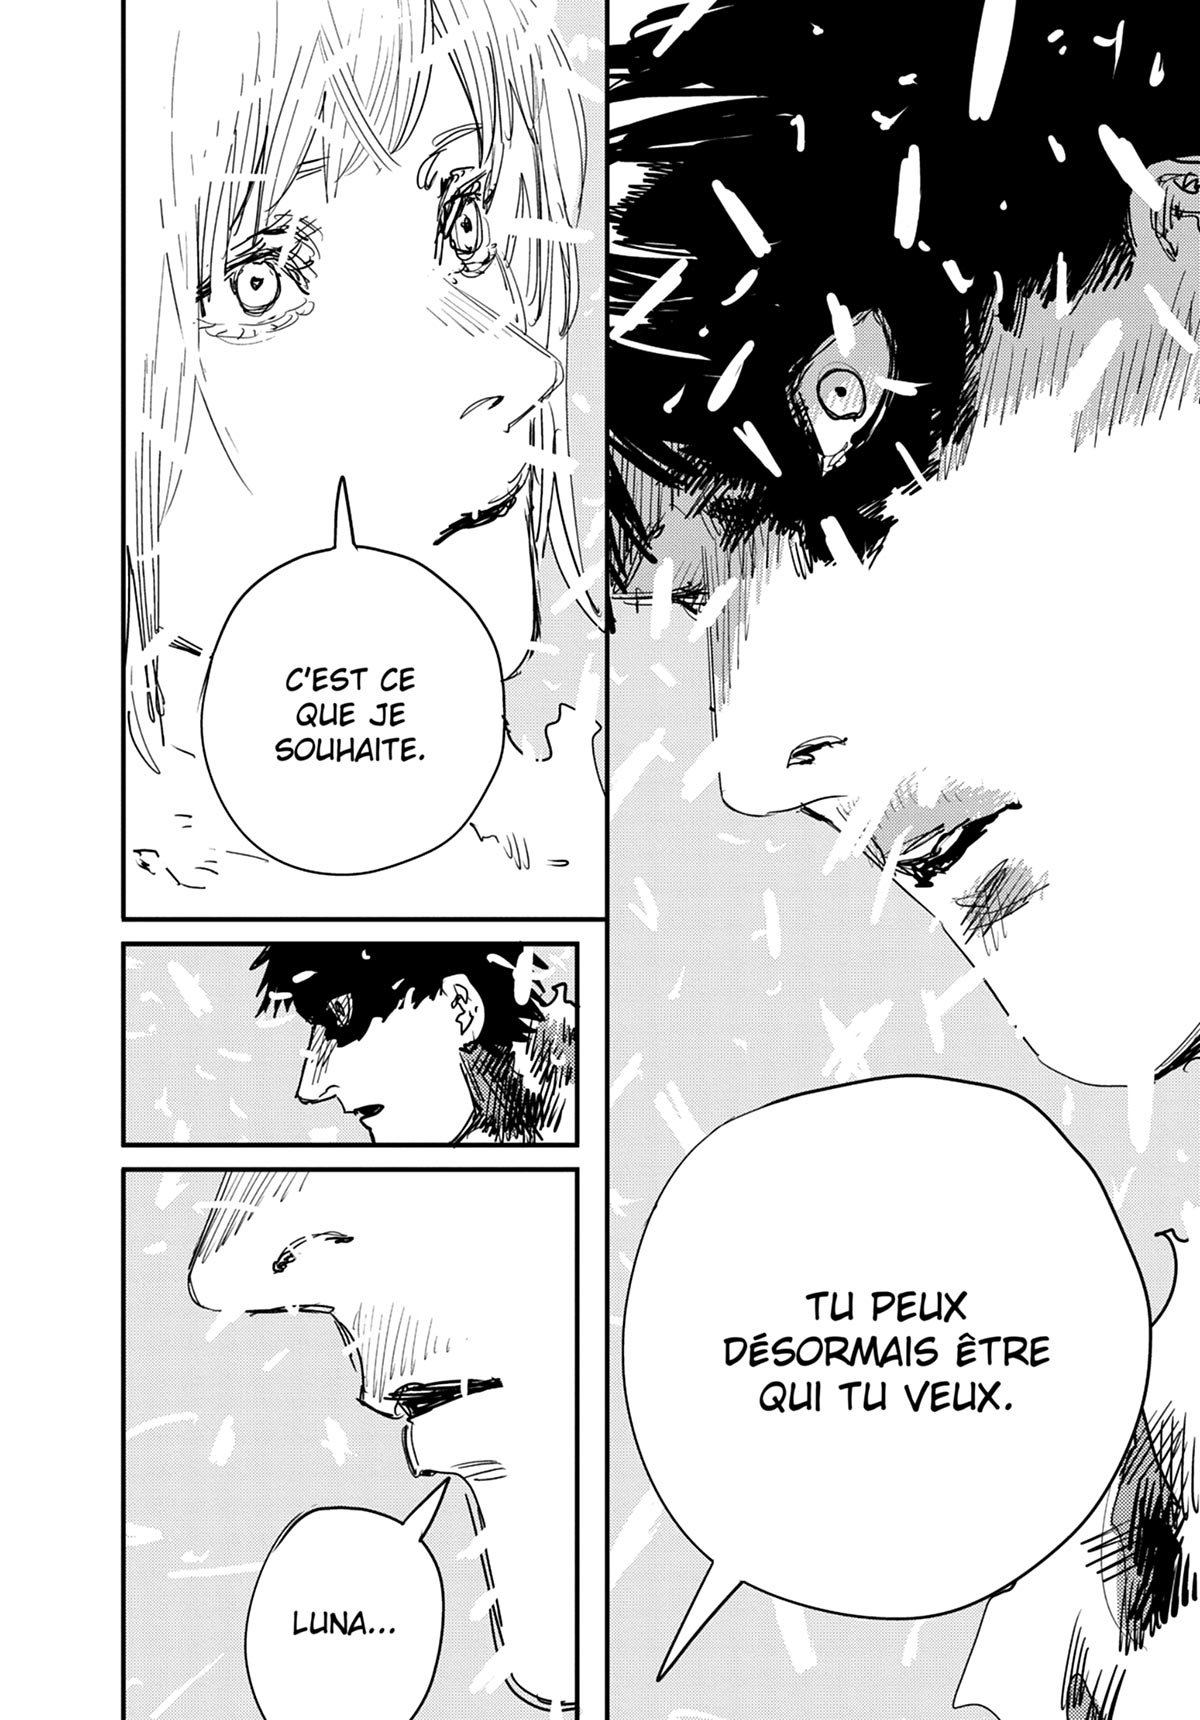 TU PEUX
DÉSORMAIS ÊTRE
QUI TU VEUX.
C'EST CE
QUE JE
SOUHAITE.
LUNA...